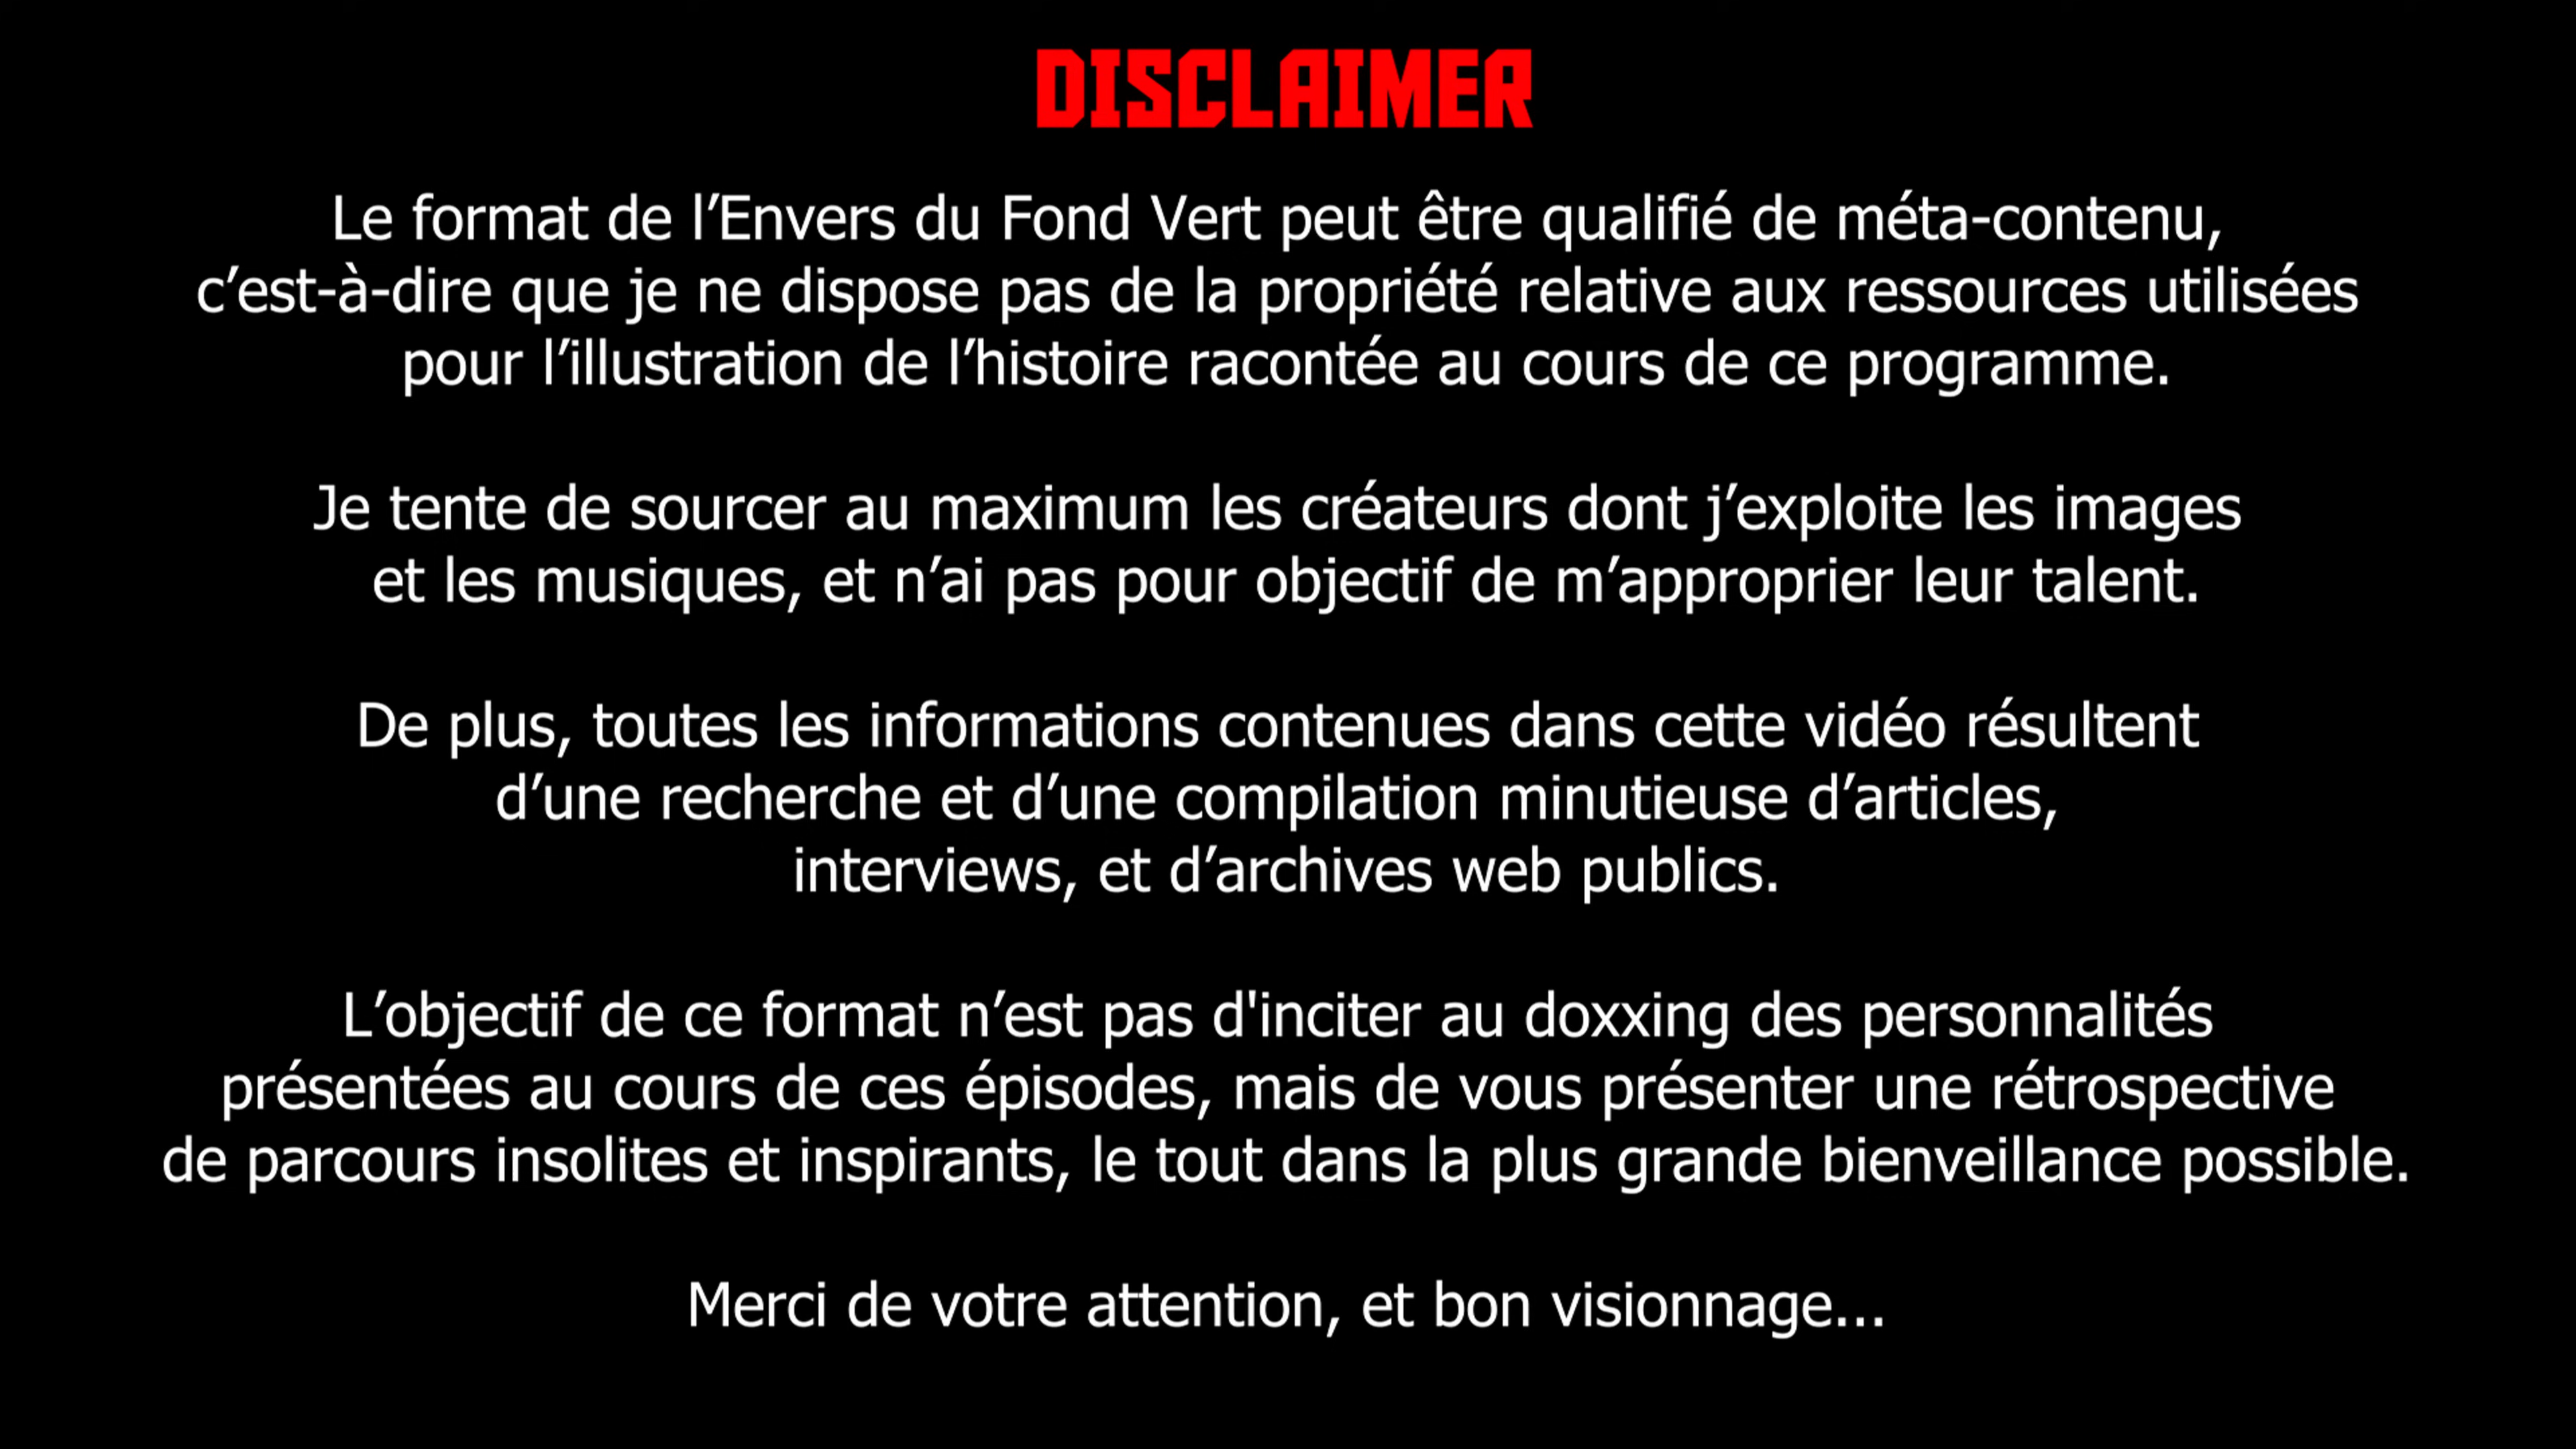 DISCLAIMER
Le format de l’Envers du Fond Vert peut être qualifié de méta-contenu,
c’est-à-dire que je ne dispose pas de la propriété relative aux ressources utilisées
pour l’illustration de l’histoire racontée au cours de ce programme.
Je tente de sourcer au maximum les créateurs dont j’exploite les images
et les musiques, et n’ai pas pour objectif de m’approprier leur talent.
De plus, toutes les informations contenues dans cette vidéo résultent
d’une recherche et d’une compilation minutieuse d’articles,
interviews, et d’archives web publics.
L’objectif de ce format n’est pas d'inciter au doxxing des personnalités
présentées au cours de ces épisodes, mais de vous présenter une rétrospective
de parcours insolites et inspirants, le tout dans la plus grande bienveillance possible.
Merci de votre attention, et bon visionnage...